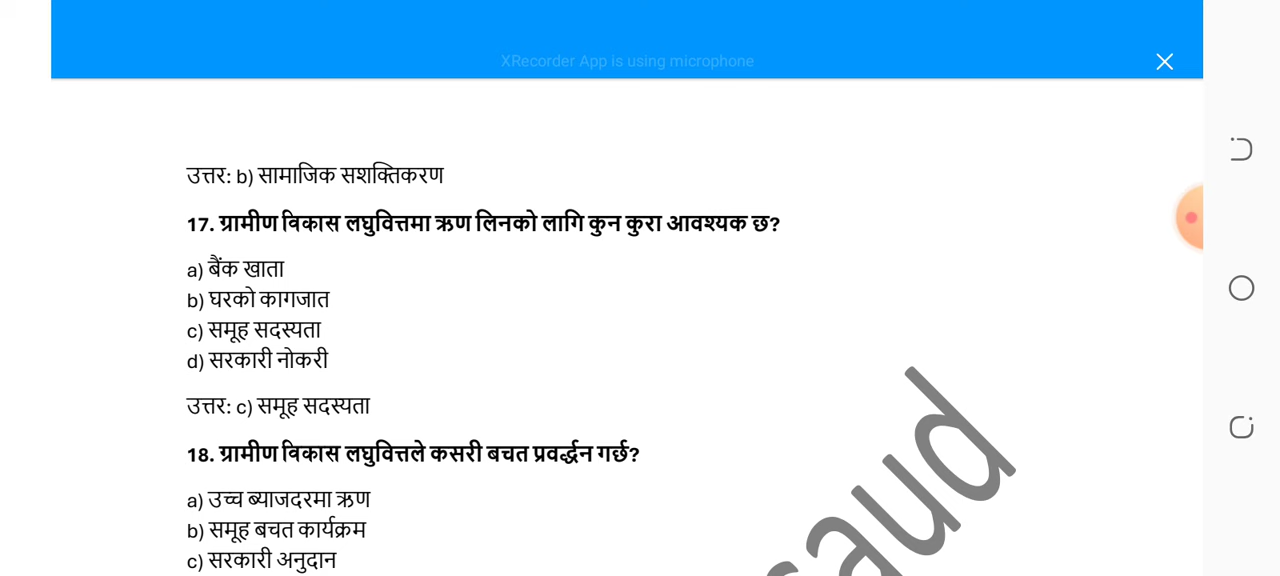 XRecorder App is using microphone
उत्तर: b) सामाजिक सशक्तिकरण
17. ग्रामीण बिकास लघुवित्तमा ऋण लिनको लागि कुन कुरा आवश्यक छ?
a) बैंक खाता
b) घरको कागजात
c) समूह सदस्यता
d) सरकारी नोकरी
उत्तर: c) समूह सदस्यता
18. ग्रामीण बिकास लघुवित्तले कसरी बचत प्रवर्द्धन गर्छ?
a) उच्च ब्याजदरमा ऋण
b) समूह बचत कार्यक्रम
c) सरकारी अनुदान